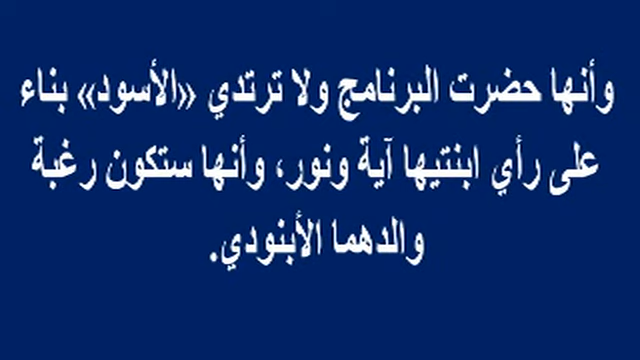 وأنها حضرت البرنامج ولا ترتدي «الأسود» بناء
على رأي ابنتيها آية ونور، وأنها ستكون رغبة
والدهما الأبنودي.